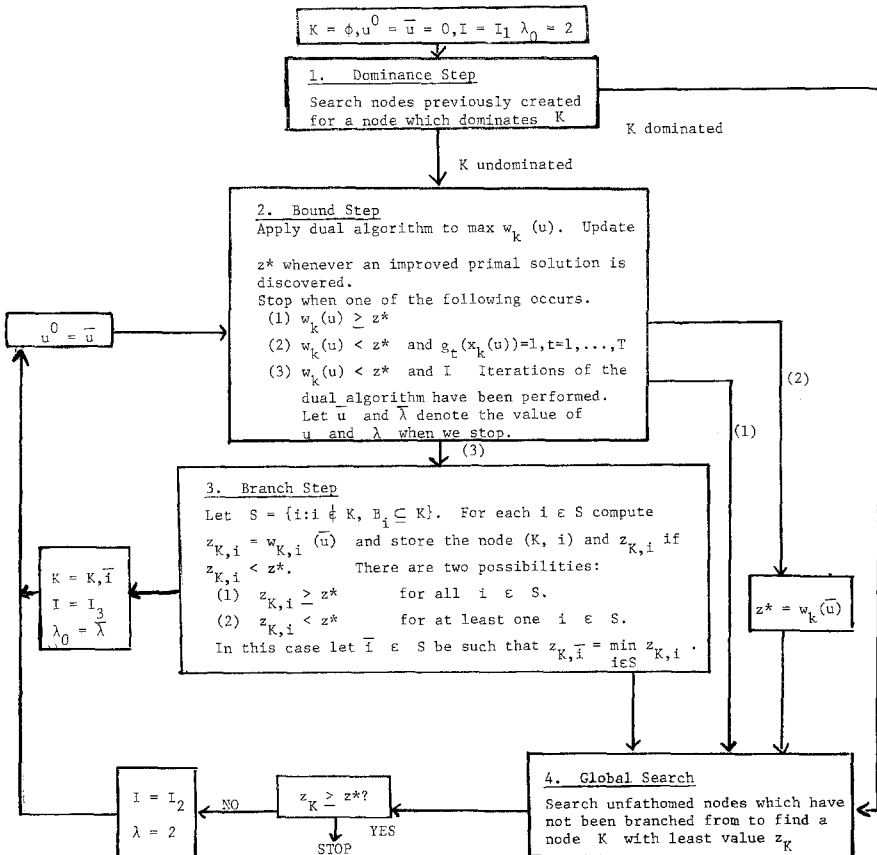 K = ϕ, u⁰ = u̅ = 0, I = I₁ λ₀ = 2
1. Dominance Step
Search nodes previously created
for a node which dominates K
K dominated
K undominated
2. Bound Step
Apply dual algorithm to max w_k (u). Update
z* whenever an improved primal solution is
discovered.
Stop when one of the following occurs.
(1) w_k(u) ≥ z*
(2) w_k(u) < z* and g_t(x_k(u))=1,t=1,...,T
(3) w_k(u) < z* and I Iterations of the
dual algorithm have been performed.
Let u̅ and λ̅ denote the value of
u and λ when we stop.
u⁰ = u̅
(2)
(1)
(3)
3. Branch Step
Let S = {i:i ∉ K, B_i ⊆ K}. For each i ε S compute
z_K,i = w_K,i (u̅) and store the node (K, i) and z_K,i if
z_K,i < z*. There are two possibilities:
(1) z_K,i ≥ z* for all i ε S.
(2) z_K,i < z* for at least one i ε S.
In this case let i̅ ε S be such that z_K,i̅ = min z_K,i .
iεS
K = K,i̅
I = I₃
λ₀ = λ̅
z* = w_k(u̅)
4. Global Search
Search unfathomed nodes which have
not been branched from to find a
node K with least value z_K
z_K ≥ z*?
NO
YES
STOP
I = I₂
λ = 2